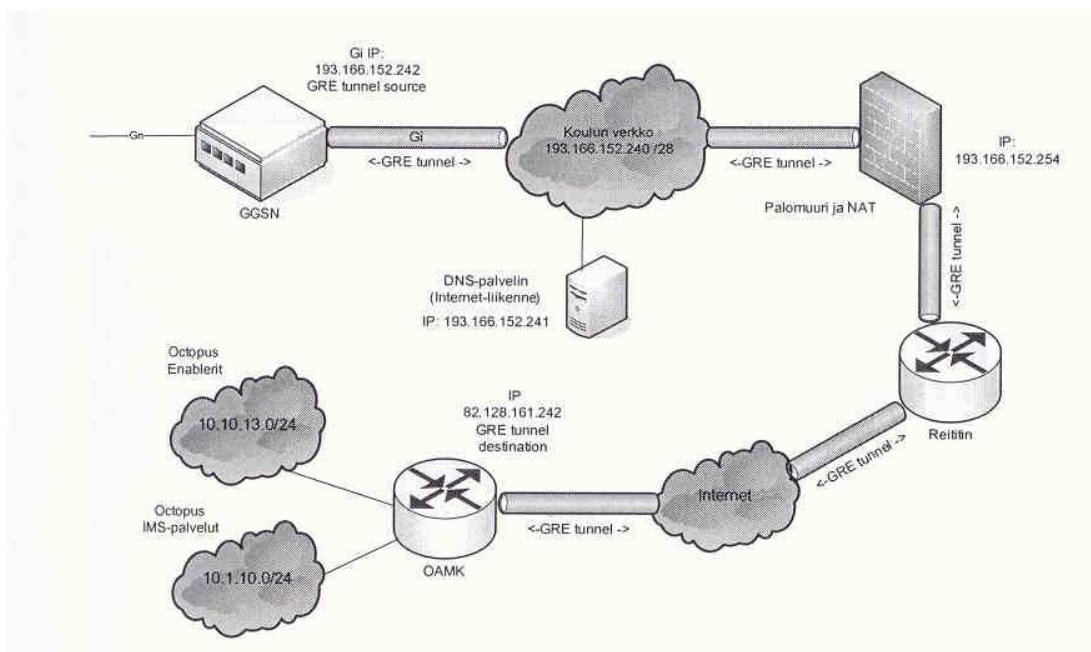 Gi IP:
193.166.152.242
GRE tunnel source
Gn
Gi
<-GRE tunnel ->
GGSN
Koulun verkko
193.166.152.240 /28
<-GRE tunnel ->
IP:
193.166.152.254
Palomuuri ja NAT
<-GRE tunnel ->
DNS-palvelin
(Internet-liikenne)
IP: 193.166.152.241
Reititin
<-GRE tunnel ->
Internet
<-GRE tunnel ->
IP
82.128.161.242
GRE tunnel
destination
OAMK
Octopus
Enablerit
10.10.13.0/24
Octopus
IMS-palvelut
10.1.10.0/24